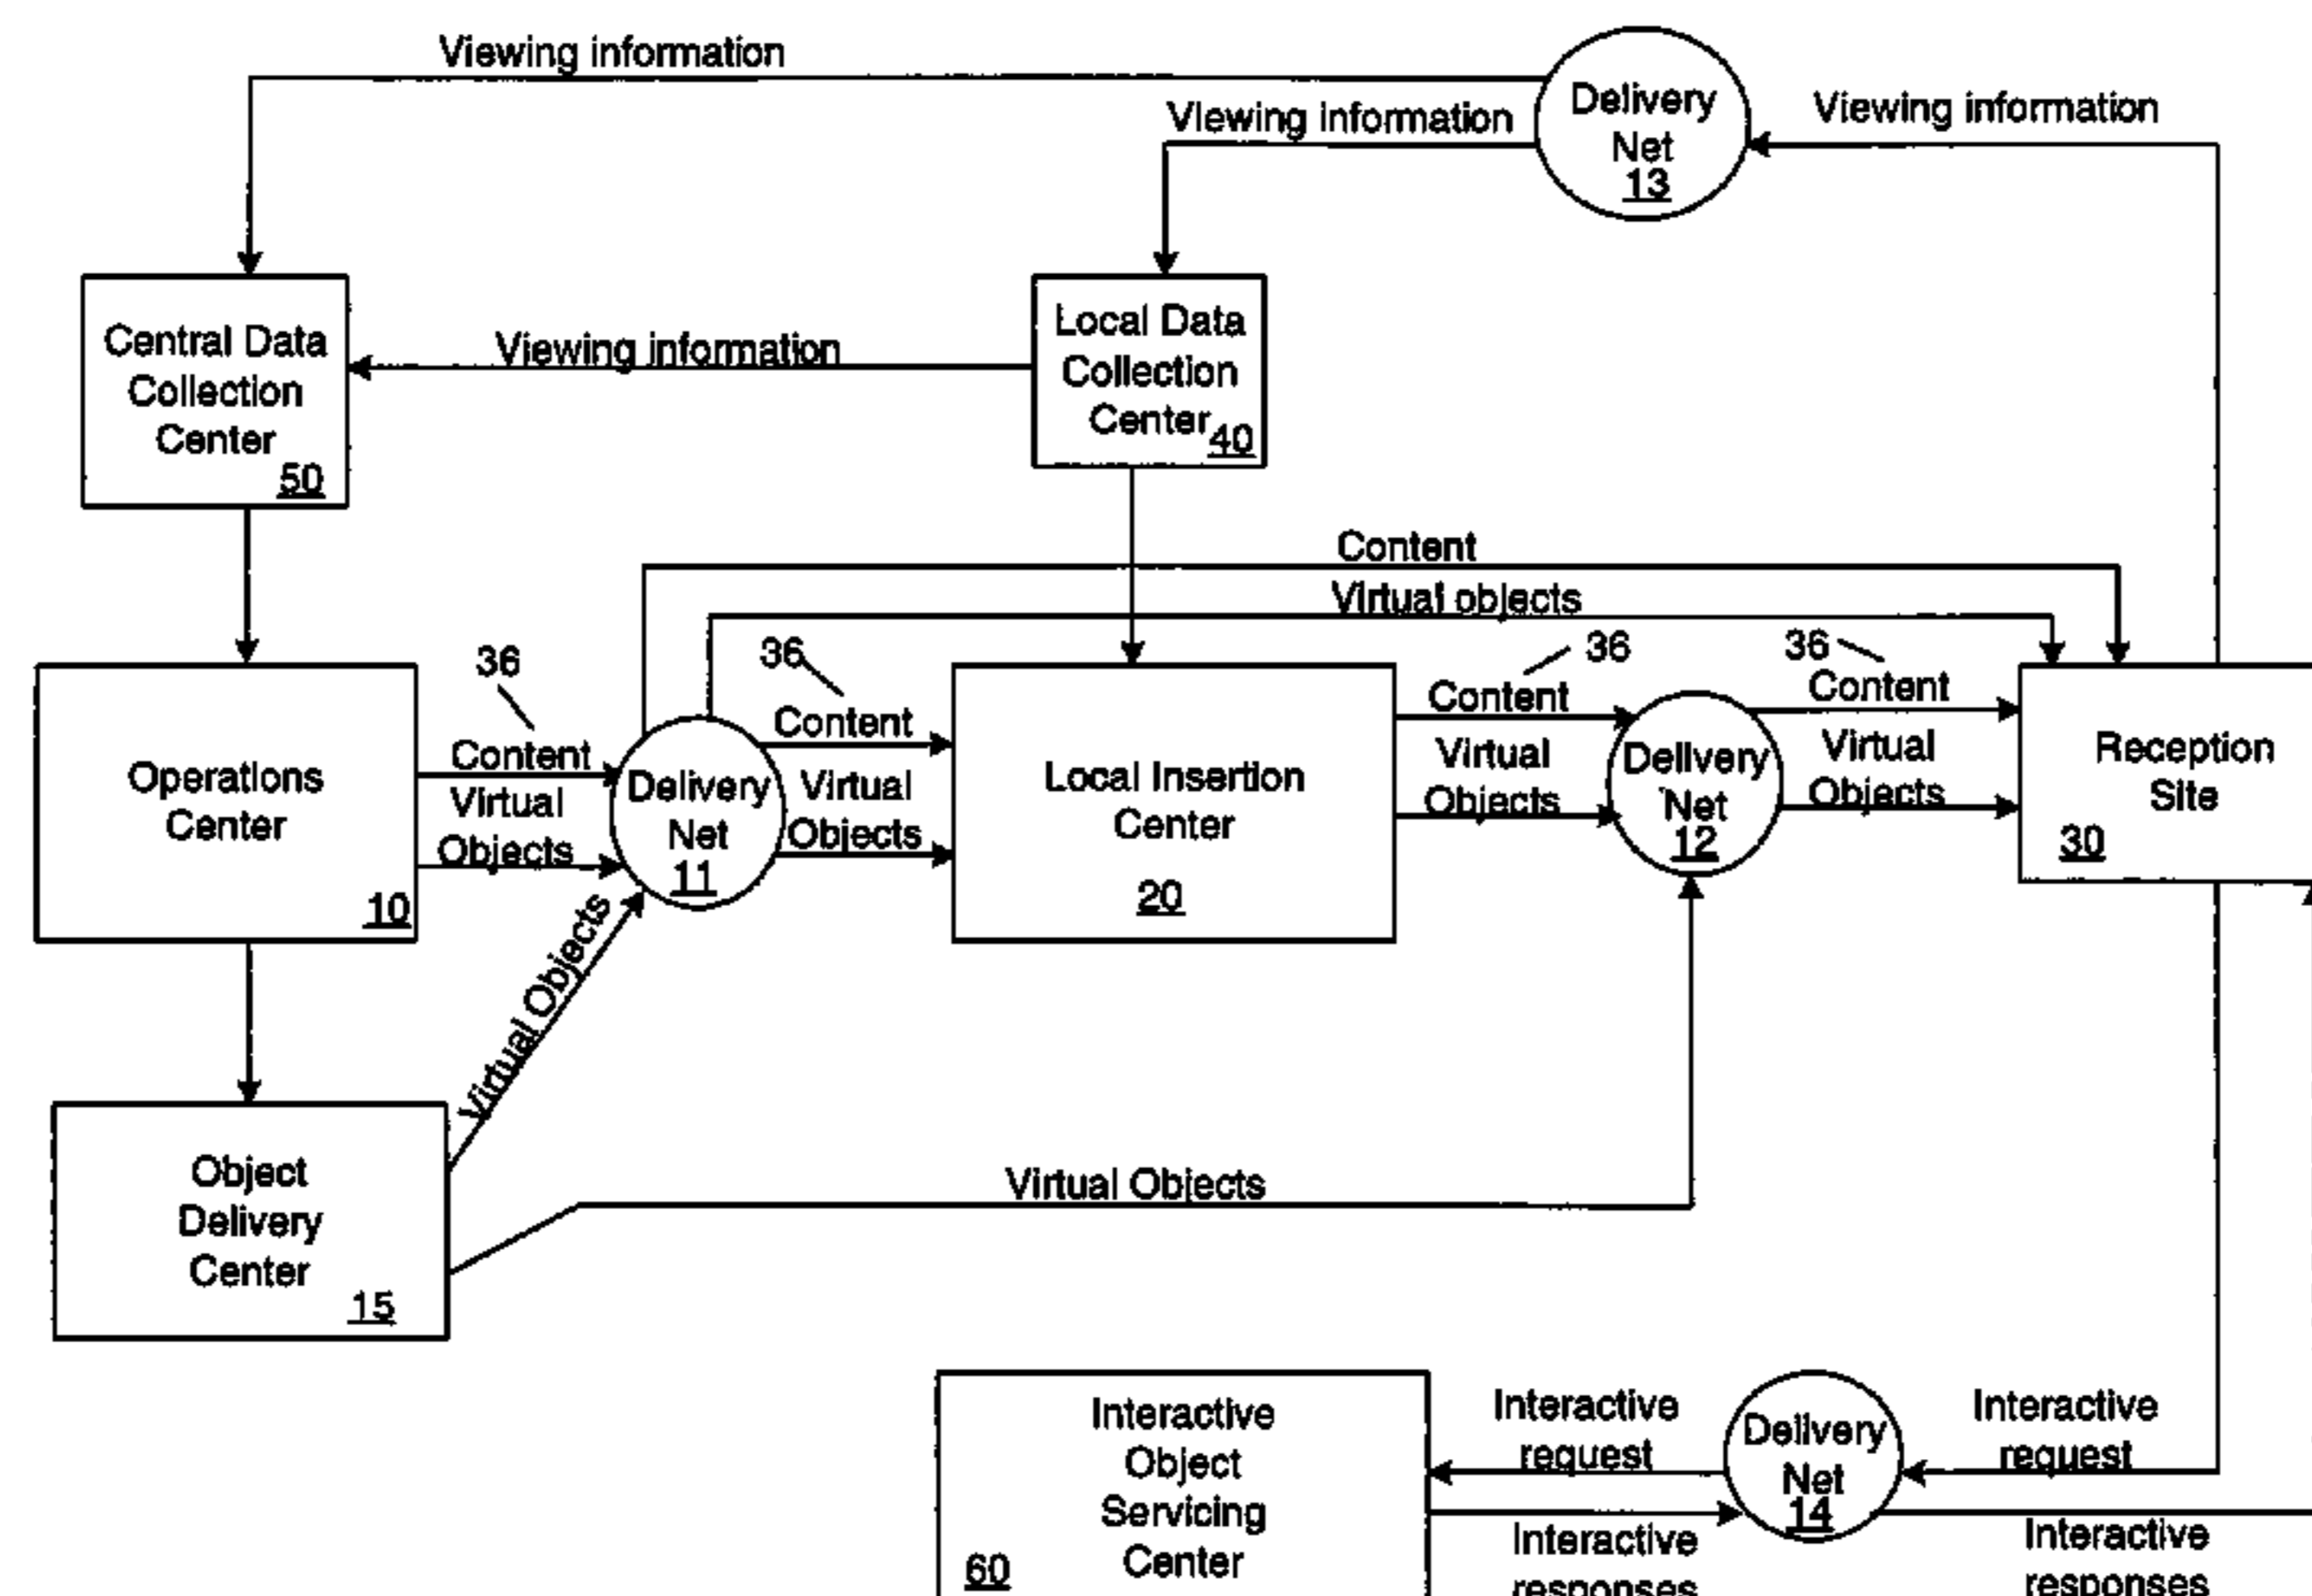 Viewing information
Viewing information
Delivery
Net
13
Viewing information
Central Data
Collection
Center
50
Viewing information
Local Data
Collection
Center
40
Content
Virtual objects
36
36
36
36
Operations
Center
10
Content
Virtual
Objects
Delivery
Net
11
Content
Virtual
Objects
Local Insertion
Center
20
Content
Virtual
Objects
Delivery
Net
12
Content
Virtual
Objects
Reception
Site
30
Virtual Objects
Object
Delivery
Center
15
Virtual Objects
Interactive
Object
Servicing
Center
60
Interactive
request
Delivery
Net
14
Interactive
request
Interactive
responses
Interactive
responses